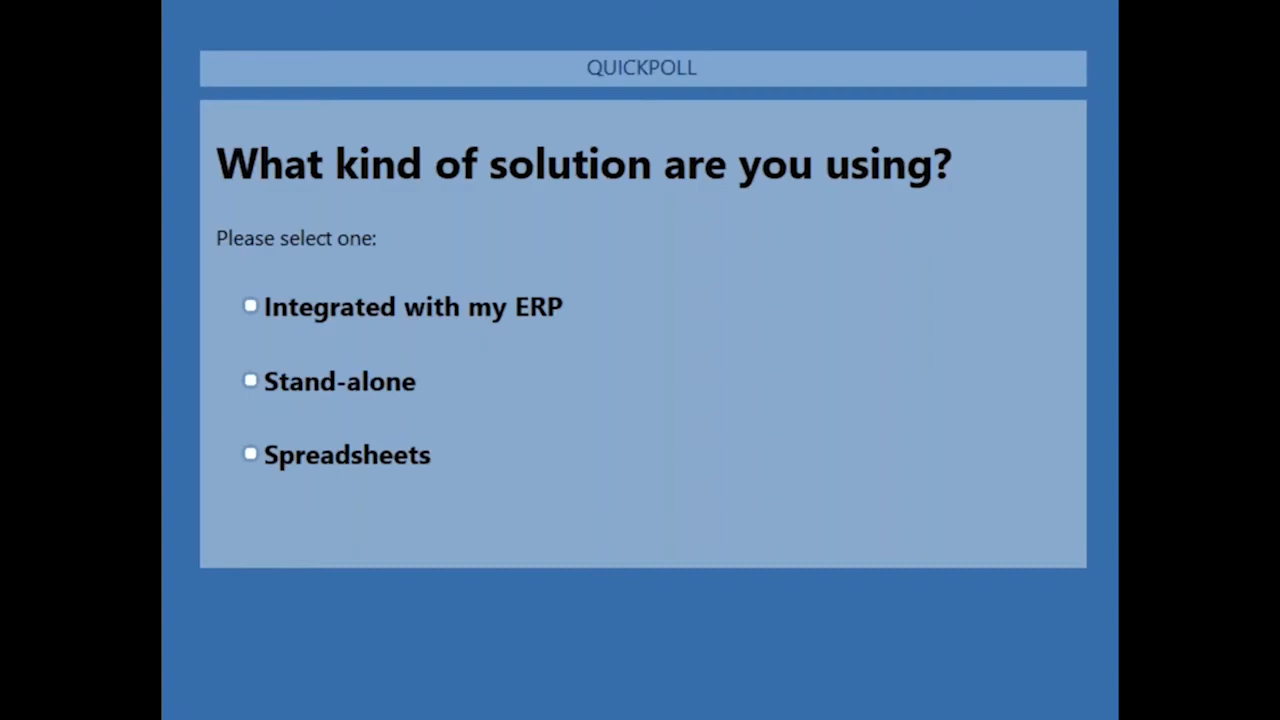 QUICKPOLL
What kind of solution are you using?
Please select one:
Integrated with my ERP
Stand-alone
Spreadsheets